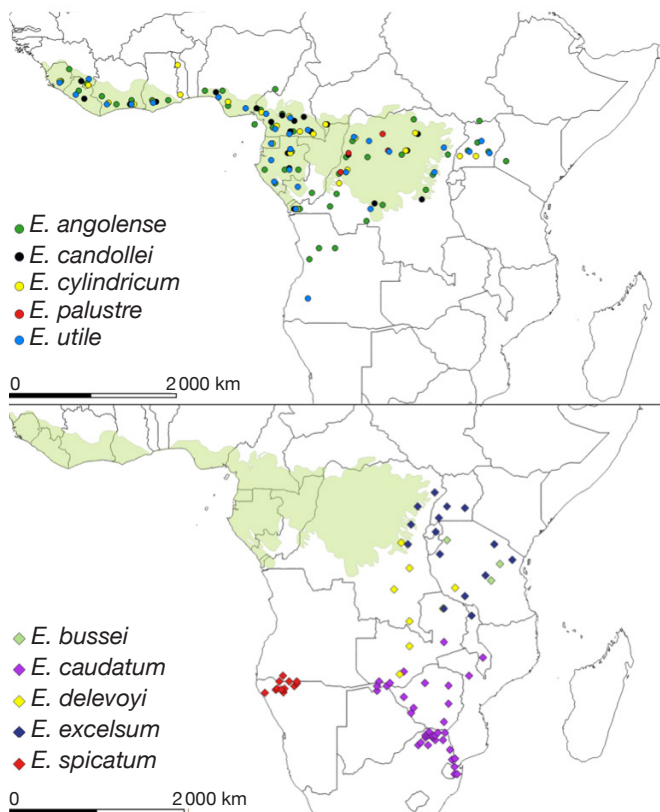 E. angolense
E. candollei
E. cylindricum
E. palustre
E. utile
0 2 000 km
E. bussei
E. caudatum
E. delevoyi
E. excelsum
E. spicatum
0 2 000 km